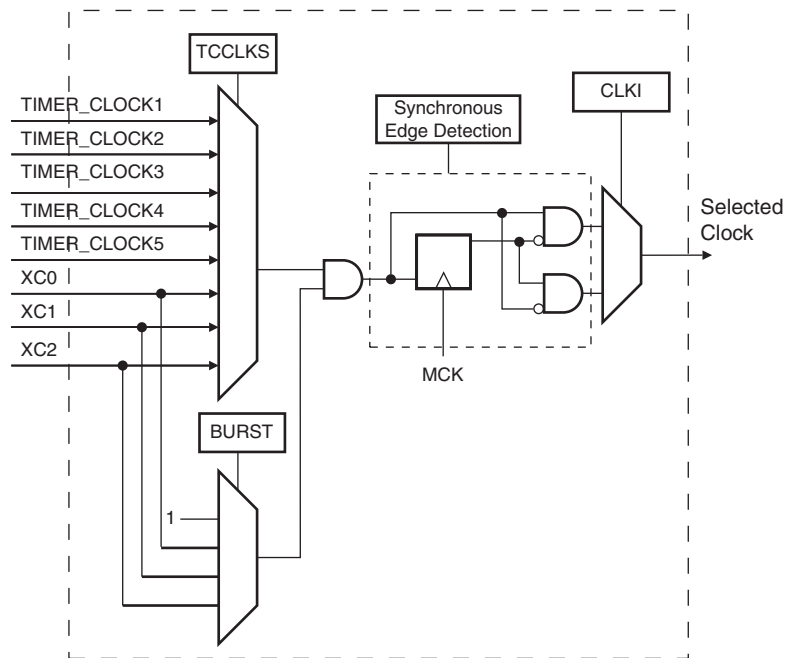 TCCLKS
TIMER_CLOCK1
TIMER_CLOCK2
TIMER_CLOCK3
TIMER_CLOCK4
TIMER_CLOCK5
XC0
XC1
XC2
Synchronous
Edge Detection
CLKI
Selected
Clock
MCK
BURST
1